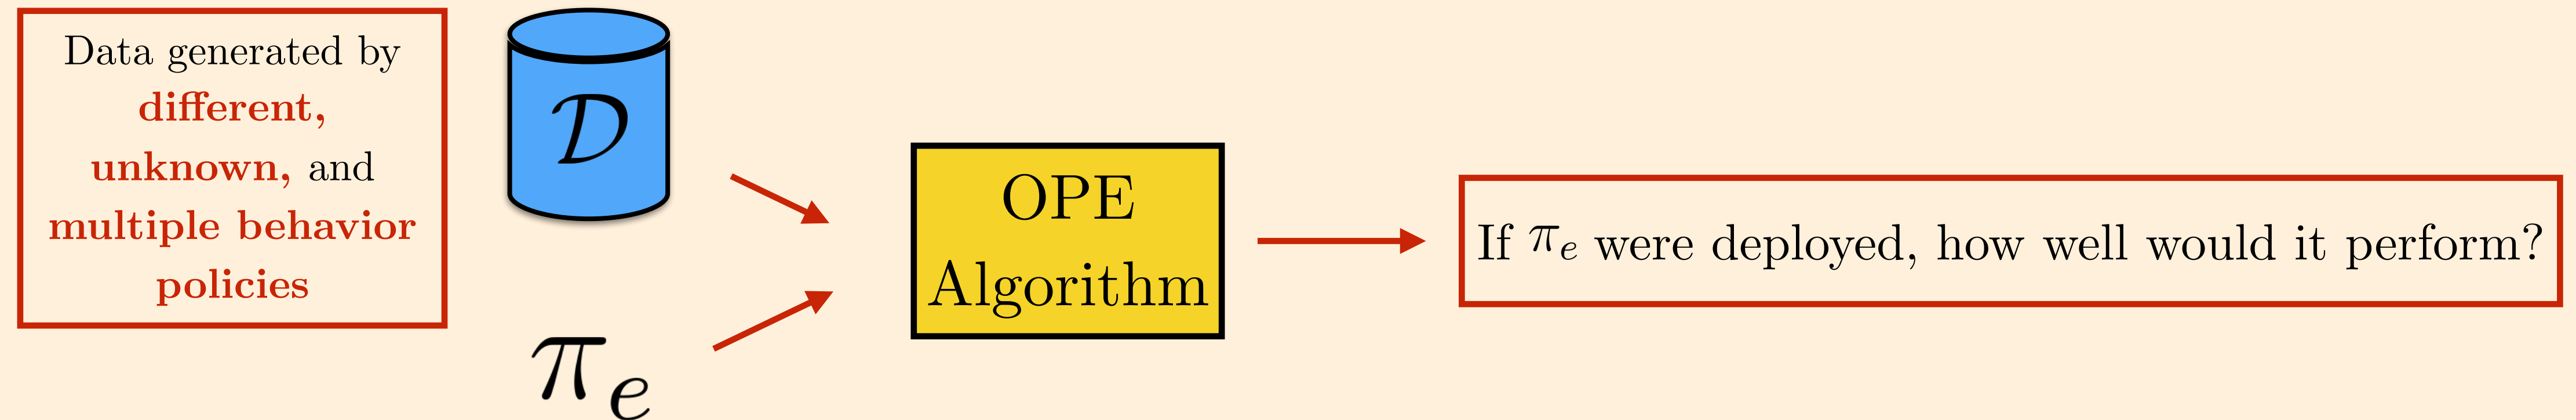 Data generated by
different,
unknown, and
multiple behavior
policies
𝒟
π_e
OPE
Algorithm
If π_e were deployed, how well would it perform?